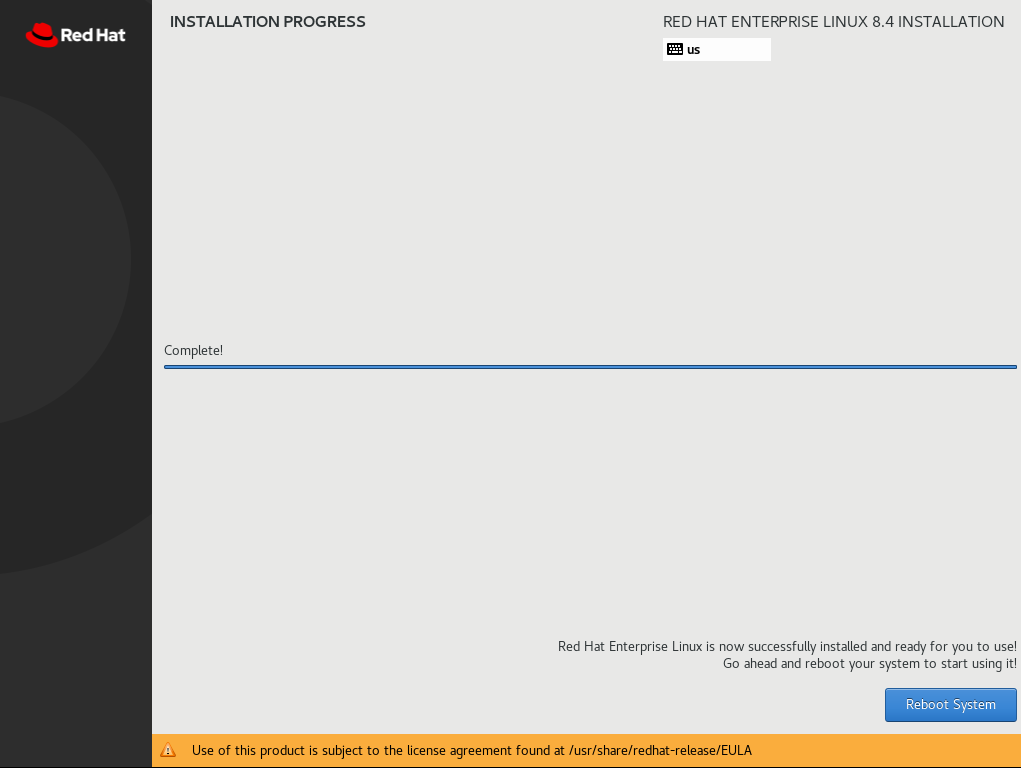 Red Hat
INSTALLATION PROGRESS
RED HAT ENTERPRISE LINUX 8.4 INSTALLATION
us
Complete!
Red Hat Enterprise Linux is now successfully installed and ready for you to use!
Go ahead and reboot your system to start using it!
Reboot System
Use of this product is subject to the license agreement found at /usr/share/redhat-release/EULA